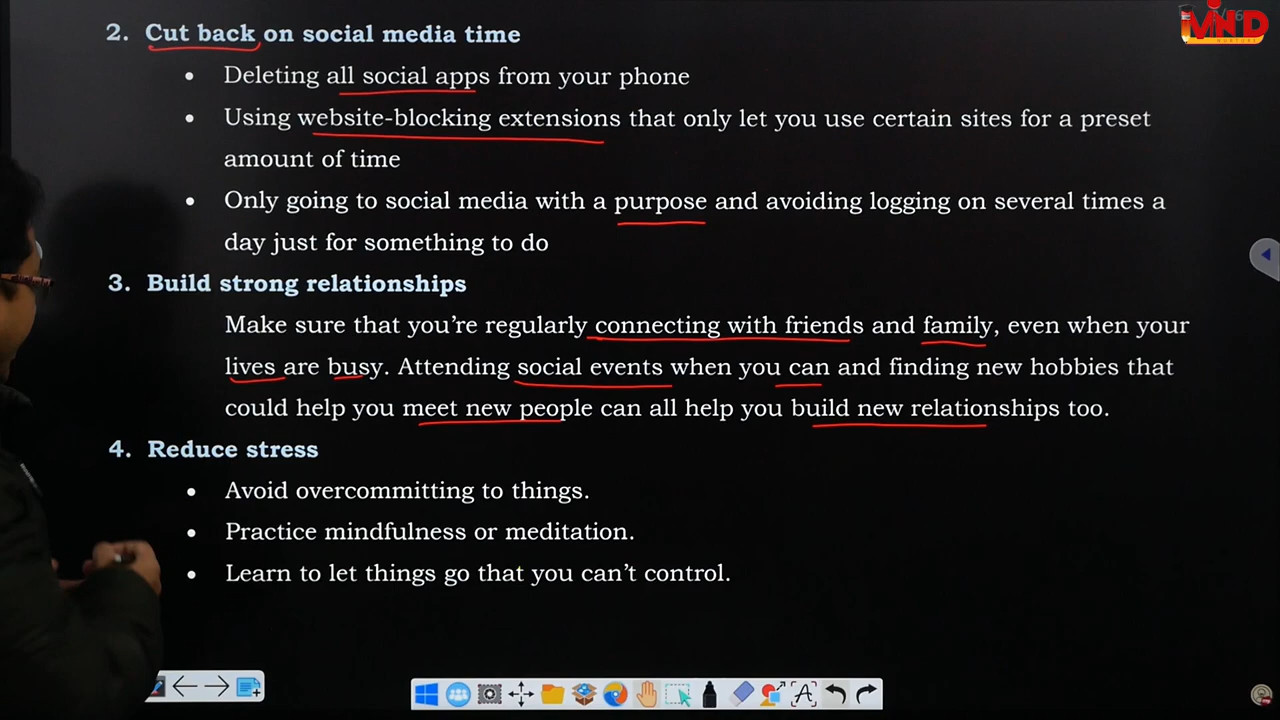 2. Cut back on social media time
• Deleting all social apps from your phone
• Using website-blocking extensions that only let you use certain sites for a preset
amount of time
• Only going to social media with a purpose and avoiding logging on several times a
day just for something to do
3. Build strong relationships
Make sure that you’re regularly connecting with friends and family, even when your
lives are busy. Attending social events when you can and finding new hobbies that
could help you meet new people can all help you build new relationships too.
4. Reduce stress
• Avoid overcommitting to things.
• Practice mindfulness or meditation.
• Learn to let things go that you can’t control.
MIND